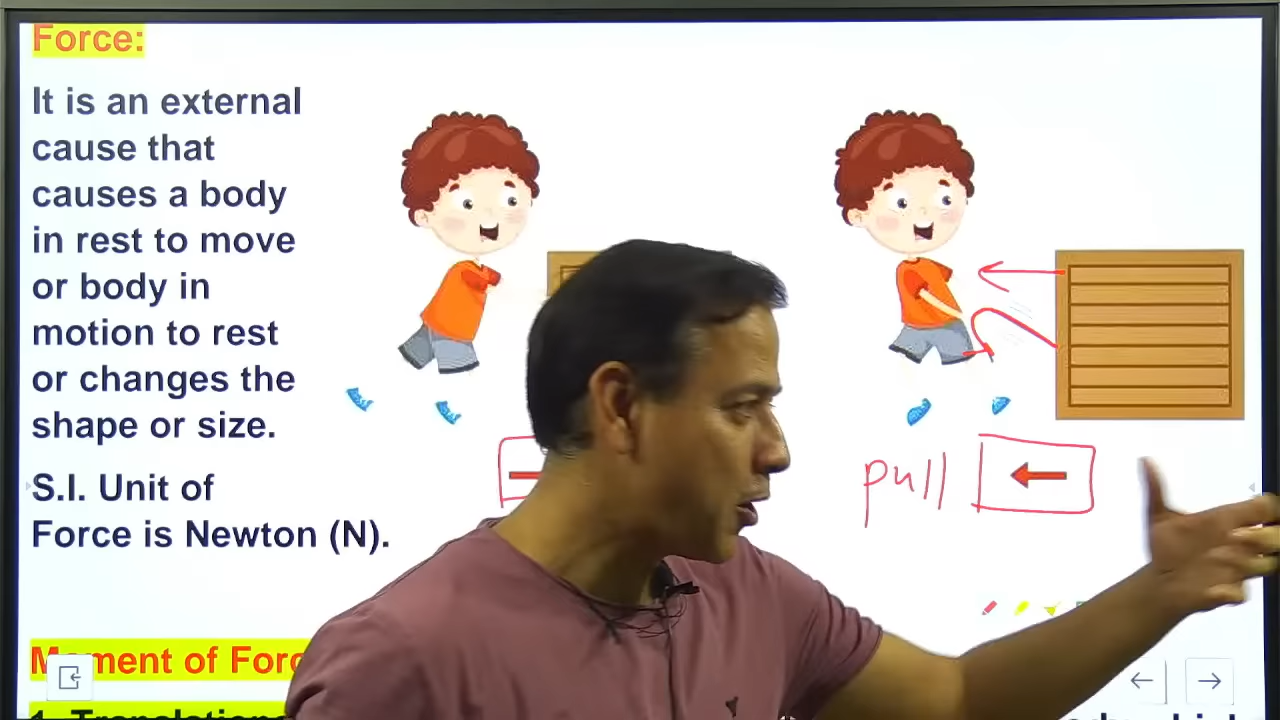 Force:
It is an external
cause that
causes a body
in rest to move
or body in
motion to rest
or changes the
shape or size.
S.I. Unit of
Force is Newton (N).
pull
of